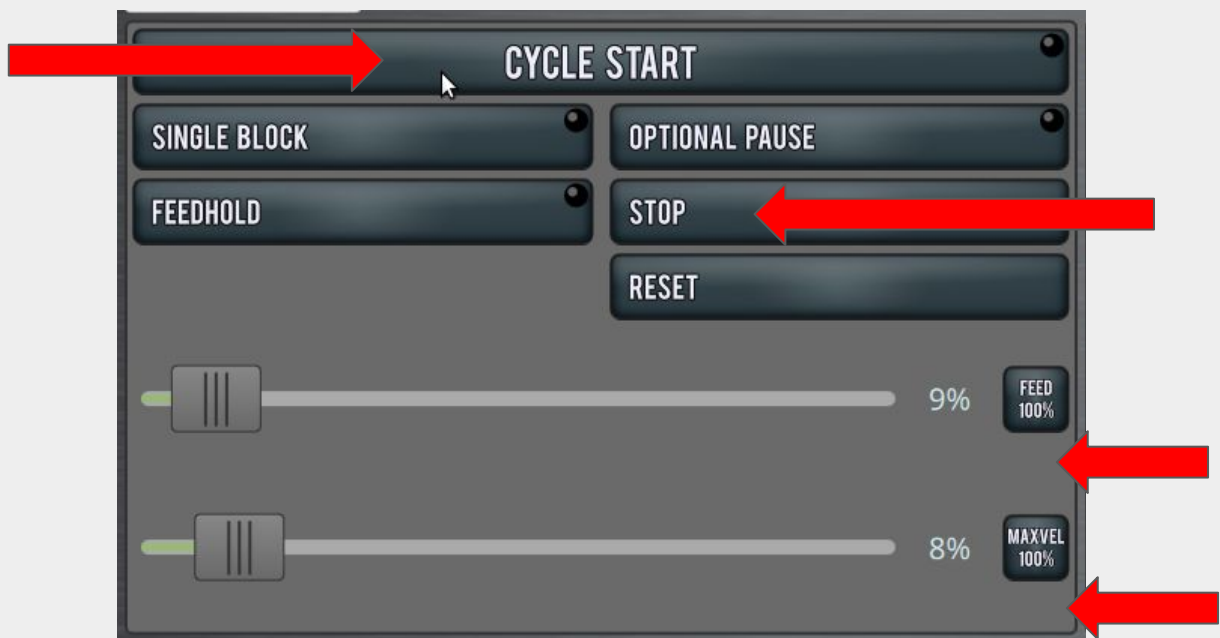 CYCLE START
SINGLE BLOCK
OPTIONAL PAUSE
FEEDHOLD
STOP
RESET
9%
FEED
100%
8%
MAXVEL
100%